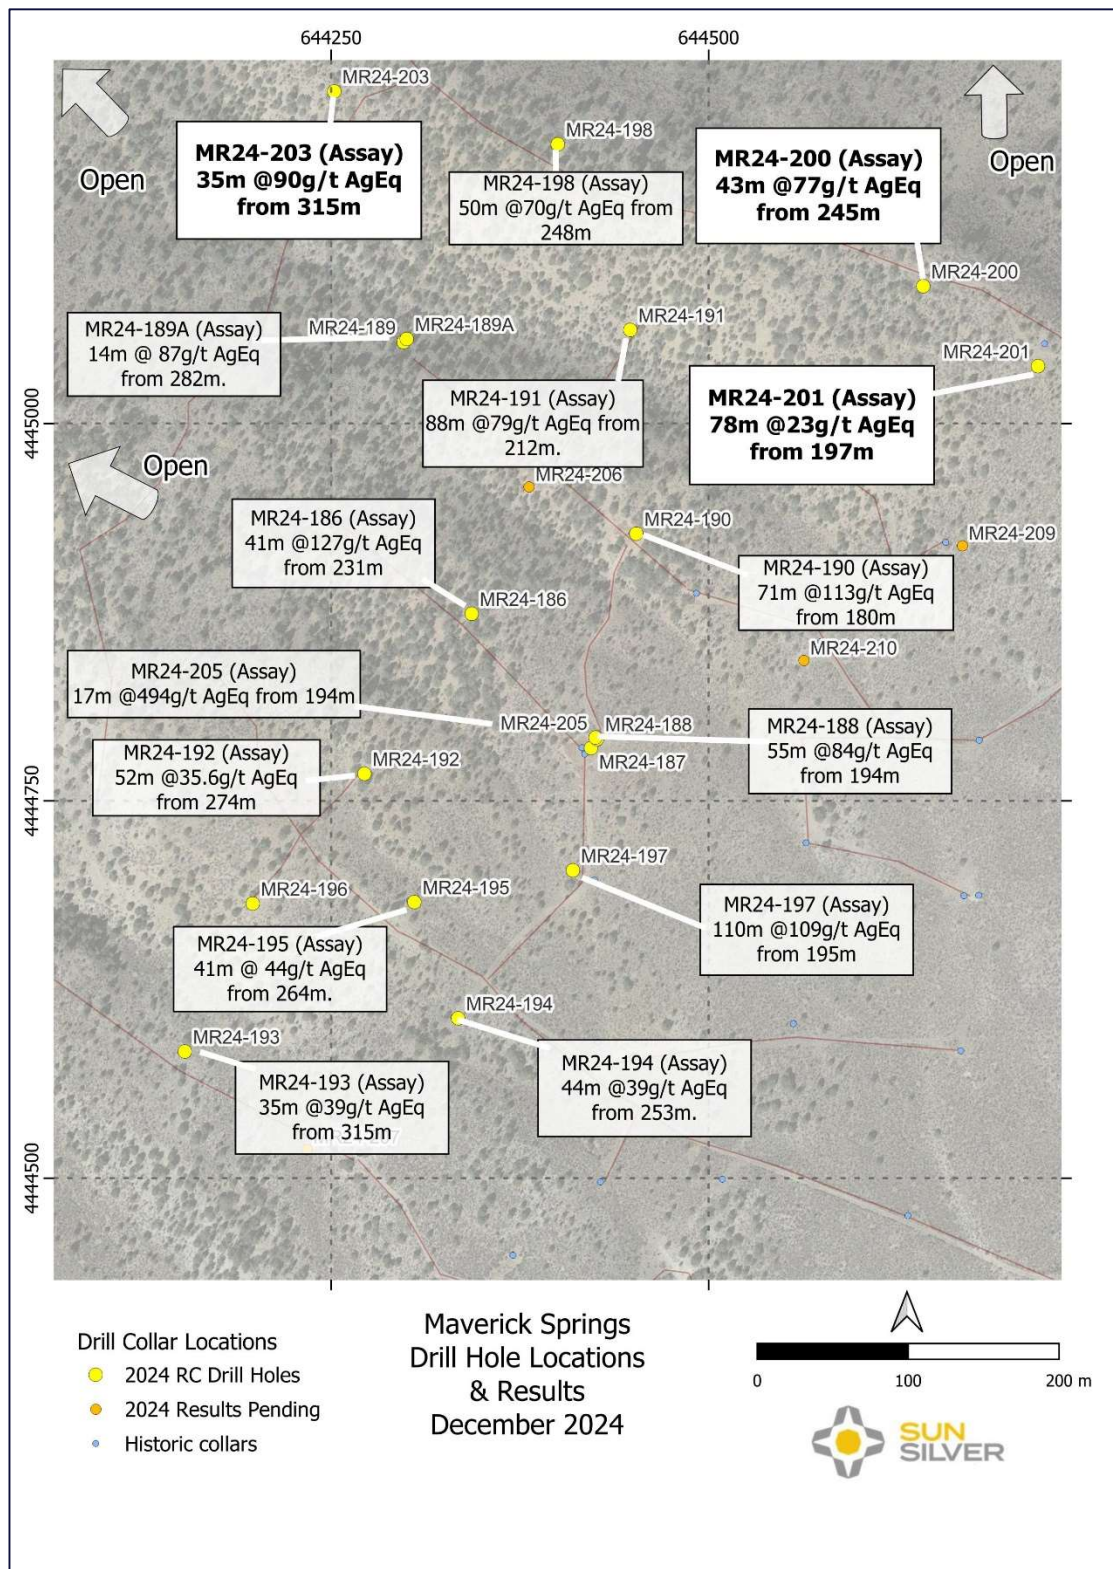 644250
644500
MR24-203
MR24-198
MR24-203 (Assay)
35m @90g/t AgEq
from 315m
Open
MR24-198 (Assay)
50m @70g/t AgEq from
248m
MR24-200 (Assay)
43m @77g/t AgEq
from 245m
Open
MR24-200
MR24-189A (Assay)
14m @ 87g/t AgEq
from 282m.
MR24-189
MR24-189A
MR24-191
MR24-201
MR24-191 (Assay)
88m @79g/t AgEq from
212m.
MR24-201 (Assay)
78m @23g/t AgEq
from 197m
4445000
Open
MR24-206
MR24-186 (Assay)
41m @127g/t AgEq
from 231m
MR24-190
MR24-209
MR24-190 (Assay)
71m @113g/t AgEq
from 180m
MR24-186
MR24-210
MR24-205 (Assay)
17m @494g/t AgEq from 194m
MR24-205
MR24-188
MR24-187
MR24-188 (Assay)
55m @84g/t AgEq
from 194m
MR24-192 (Assay)
52m @35.6g/t AgEq
from 274m
MR24-192
4444750
MR24-197
MR24-196
MR24-195
MR24-197 (Assay)
110m @109g/t AgEq
from 195m
MR24-195 (Assay)
41m @ 44g/t AgEq
from 264m.
MR24-194
MR24-193
MR24-194 (Assay)
44m @39g/t AgEq
from 253m.
MR24-193 (Assay)
35m @39g/t AgEq
from 315m
4444500
Drill Collar Locations
2024 RC Drill Holes
2024 Results Pending
Historic collars
Maverick Springs
Drill Hole Locations
& Results
December 2024
0 100 200 m
SUN
SILVER